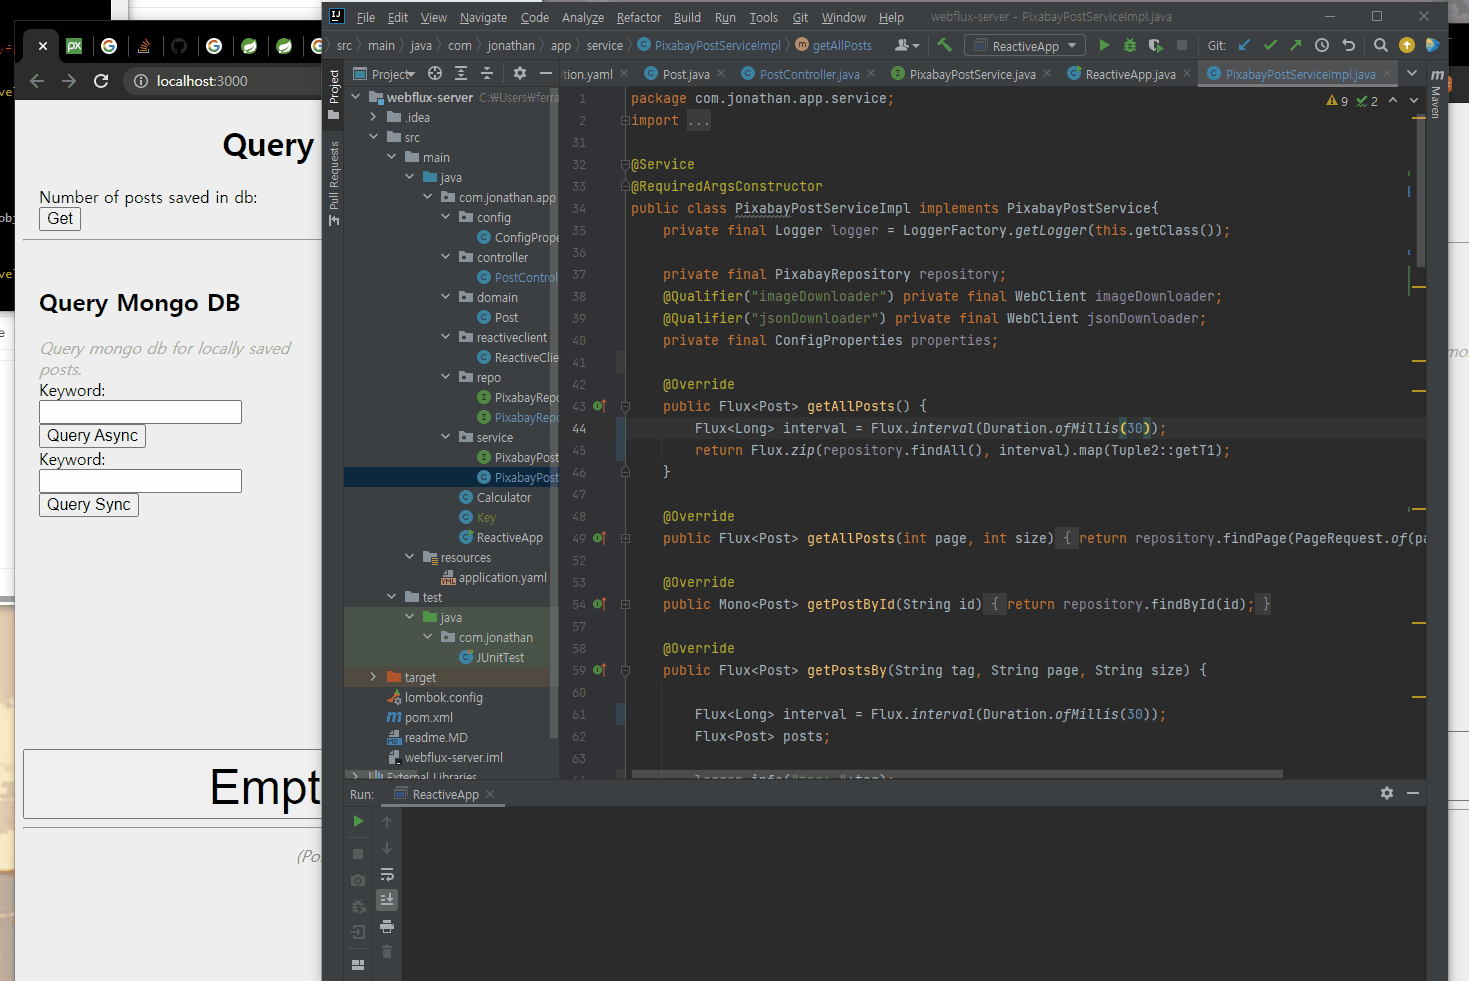 File Edit View Navigate Code Analyze Refactor Build Run Tools Git Window Help webflux-server - PixabayPostServiceImpl.java
src main java com jonathan app service PixabayPostServiceImpl getAllPosts ReactiveApp Git:
localhost:3000
Query
Number of posts saved in db:
Get
Query Mongo DB
Query mongo db for locally saved
posts.
Keyword:
Query Async
Keyword:
Query Sync
Empt
(Po
Project
Pull Requests
Project
webflux-server C:₩Users₩ferra
.idea
src
main
java
com.jonathan.app
config
ConfigPrope
controller
PostControl
domain
Post
reactiveclient
ReactiveClie
repo
PixabayRepo
PixabayRepo
service
PixabayPost
PixabayPost
Calculator
Key
ReactiveApp
resources
application.yaml
test
java
com.jonathan
JUnitTest
target
lombok.config
pom.xml
readme.MD
webflux-server.iml
External Libraries
tion.yaml Post.java PostController.java PixabayPostService.java ReactiveApp.java PixabayPostServiceImpl.java
Maven
9 2
1 package com.jonathan.app.service;
2 import ...
31
32 @Service
33 @RequiredArgsConstructor
34 public class PixabayPostServiceImpl implements PixabayPostService{
35 private final Logger logger = LoggerFactory.getLogger(this.getClass());
36
37 private final PixabayRepository repository;
38 @Qualifier("imageDownloader") private final WebClient imageDownloader;
39 @Qualifier("jsonDownloader") private final WebClient jsonDownloader;
40 private final ConfigProperties properties;
41
42 @Override
43 public Flux<Post> getAllPosts() {
44 Flux<Long> interval = Flux.interval(Duration.ofMillis(30));
45 return Flux.zip(repository.findAll(), interval).map(Tuple2::getT1);
46 }
47
48 @Override
49 public Flux<Post> getAllPosts(int page, int size) { return repository.findPage(PageRequest.of(pa
52
53 @Override
54 public Mono<Post> getPostById(String id) { return repository.findById(id); }
57
58 @Override
59 public Flux<Post> getPostsBy(String tag, String page, String size) {
60
61 Flux<Long> interval = Flux.interval(Duration.ofMillis(30));
62 Flux<Post> posts;
63
Run: ReactiveApp